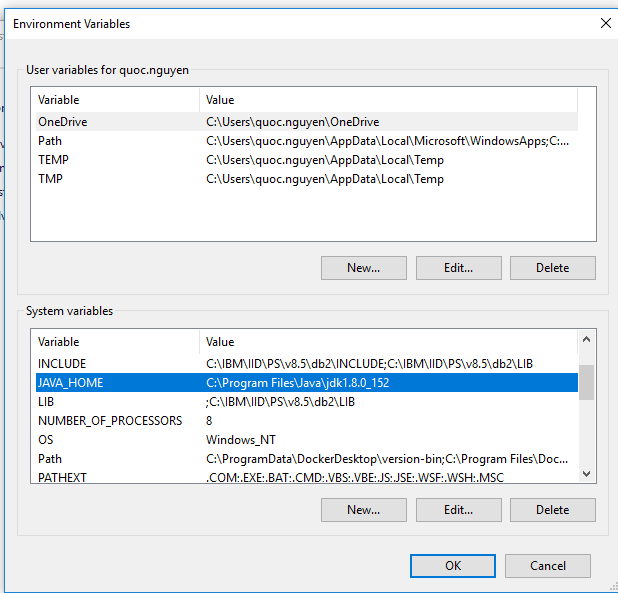 Environment Variables
User variables for quoc.nguyen
Variable Value
OneDrive C:\Users\quoc.nguyen\OneDrive
Path C:\Users\quoc.nguyen\AppData\Local\Microsoft\WindowsApps;C:...
TEMP C:\Users\quoc.nguyen\AppData\Local\Temp
TMP C:\Users\quoc.nguyen\AppData\Local\Temp
New... Edit... Delete
System variables
Variable Value
INCLUDE C:\IBM\IID\PS\v8.5\db2\INCLUDE;C:\IBM\IID\PS\v8.5\db2\LIB
JAVA_HOME C:\Program Files\Java\jdk1.8.0_152
LIB ;C:\IBM\IID\PS\v8.5\db2\LIB
NUMBER_OF_PROCESSORS 8
OS Windows_NT
Path C:\ProgramData\DockerDesktop\version-bin;C:\Program Files\Doc...
PATHEXT .COM;.EXE;.BAT;.CMD;.VBS;.VBE;.JS;.JSE;.WSF;.WSH;.MSC
New... Edit... Delete
OK Cancel